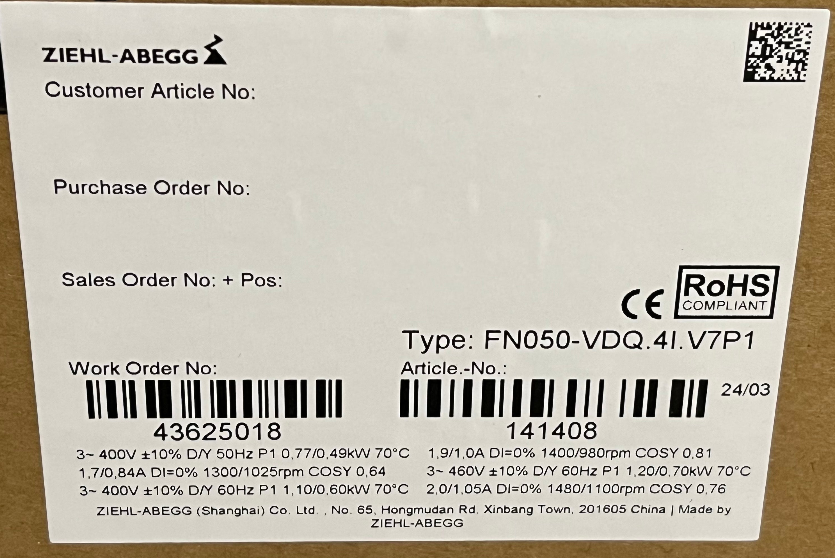 ZIEHL-ABEGG
Customer Article No:
Purchase Order No:
Sales Order No: + Pos:
CE
RoHS
COMPLIANT
Type: FN050-VDQ.4I.V7P1
Work Order No:
Article.-No.:
24/03
43625018
141408
3~ 400V ±10% D/Y 50Hz P1 0,77/0,49kW 70°C
1,9/1,0A DI=0% 1400/980rpm COSY 0,81
1,7/0,84A DI=0% 1300/1025rpm COSY 0,64
3~ 460V ±10% D/Y 60Hz P1 1,20/0,70kW 70°C
3~ 400V ±10% D/Y 60Hz P1 1,10/0,60kW 70°C
2,0/1,05A DI=0% 1480/1100rpm COSY 0,76
ZIEHL-ABEGG (Shanghai) Co. Ltd. , No. 65, Hongmudan Rd, Xinbang Town, 201605 China | Made by
ZIEHL-ABEGG